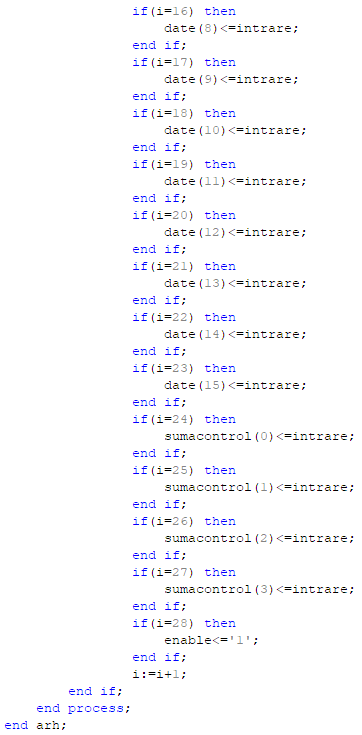 if(i=16) then
date(8)<=intrare;
end if;
if(i=17) then
date(9)<=intrare;
end if;
if(i=18) then
date(10)<=intrare;
end if;
if(i=19) then
date(11)<=intrare;
end if;
if(i=20) then
date(12)<=intrare;
end if;
if(i=21) then
date(13)<=intrare;
end if;
if(i=22) then
date(14)<=intrare;
end if;
if(i=23) then
date(15)<=intrare;
end if;
if(i=24) then
sumacontrol(0)<=intrare;
end if;
if(i=25) then
sumacontrol(1)<=intrare;
end if;
if(i=26) then
sumacontrol(2)<=intrare;
end if;
if(i=27) then
sumacontrol(3)<=intrare;
end if;
if(i=28) then
enable<='1';
end if;
i:=i+1;
end if;
end process;
end arh;